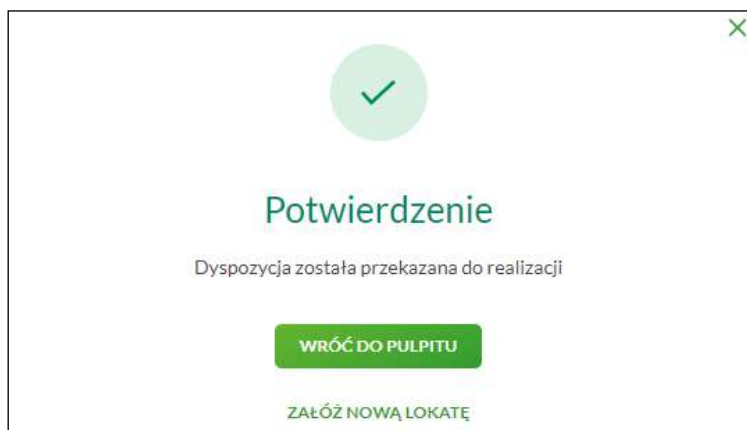 Potwierdzenie
Dyspozycja została przekazana do realizacji
WRÓĆ DO PULPITU
ZAŁÓŻ NOWĄ LOKATĘ